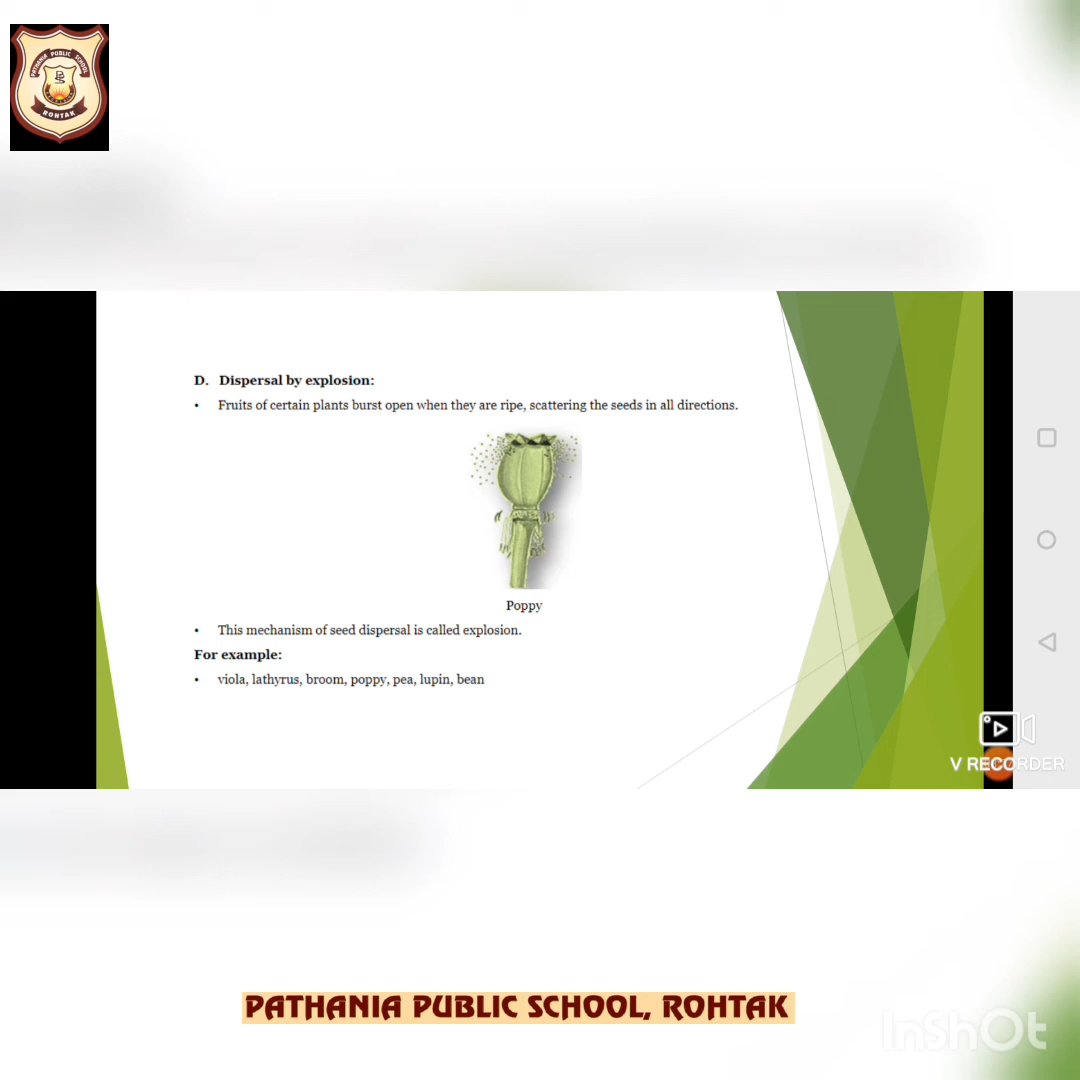 PATHANIA PUBLIC SCHOOL
PPS
ROHTAK
D. Dispersal by explosion:
• Fruits of certain plants burst open when they are ripe, scattering the seeds in all directions.
Poppy
• This mechanism of seed dispersal is called explosion.
For example:
• viola, lathyrus, broom, poppy, pea, lupin, bean
V RECORDER
PATHANIA PUBLIC SCHOOL, ROHTAK
InShOt